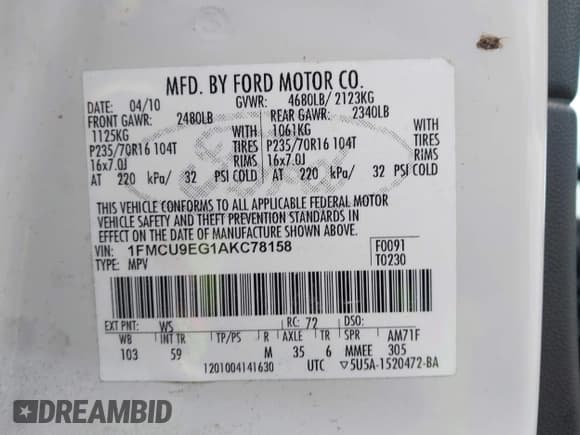 MFD. BY FORD MOTOR CO.
DATE: 04/10 GVWR: 4680LB/ 2123KG
FRONT GAWR: 2480LB REAR GAWR: 2340LB
1125KG WITH 1061KG WITH
P235/70R16 104T TIRES P235/70R16 104T TIRES
16x7.0J RIMS 16x7.0J RIMS
AT 220 kPa/ 32 PSI COLD AT 220 kPa/ 32 PSI COLD
THIS VEHICLE CONFORMS TO ALL APPLICABLE FEDERAL MOTOR
VEHICLE SAFETY AND THEFT PREVENTION STANDARDS IN
EFFECT ON THE DATE OF MANUFACTURE SHOWN ABOVE.
VIN: 1FMCU9EG1AKC78158 F0091
TYPE: MPV T0230
EXT PNT: WS RC: 72 DSO:
WB INT TR TP/PS R AXLE TR SPR AM71F
103 59 M 35 6 MMEE 305
1201004141630 UTC ▽5U5A-1520472-BA
DREAMBID